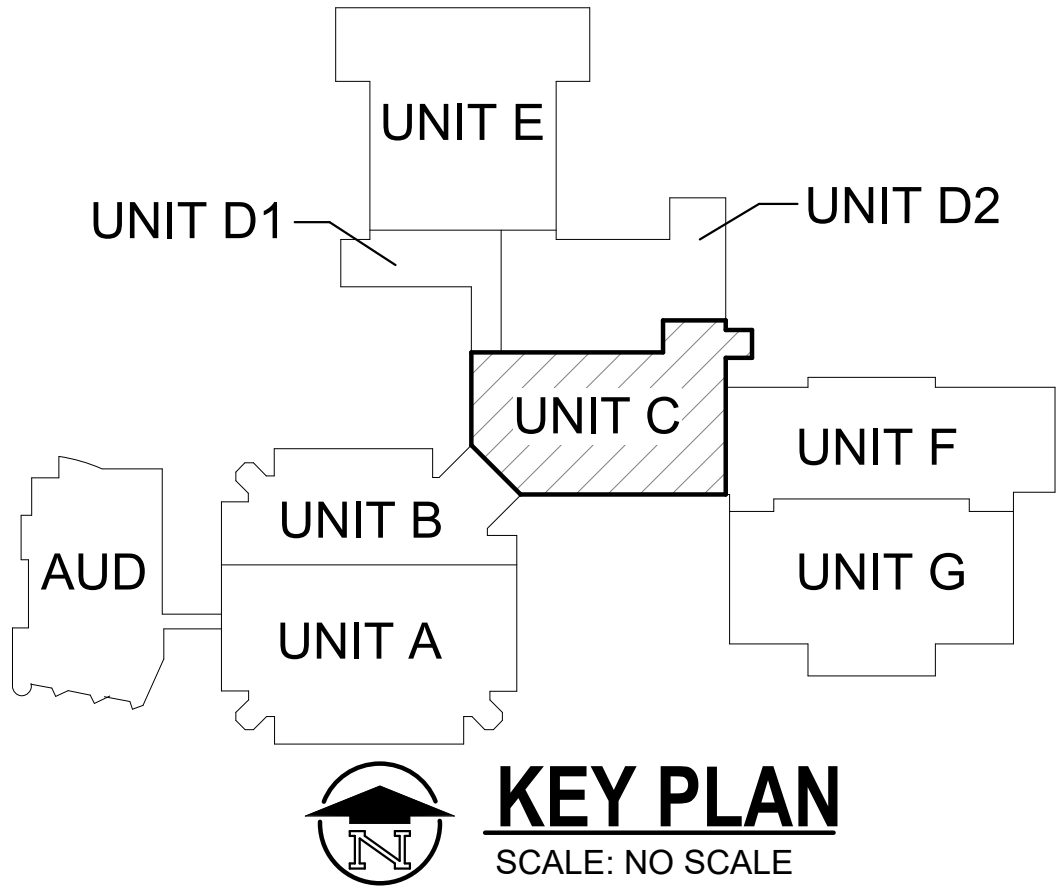 UNIT E
UNIT D1
UNIT D2
UNIT C
UNIT F
UNIT B
AUD
UNIT G
UNIT A
N
KEY PLAN
SCALE: NO SCALE